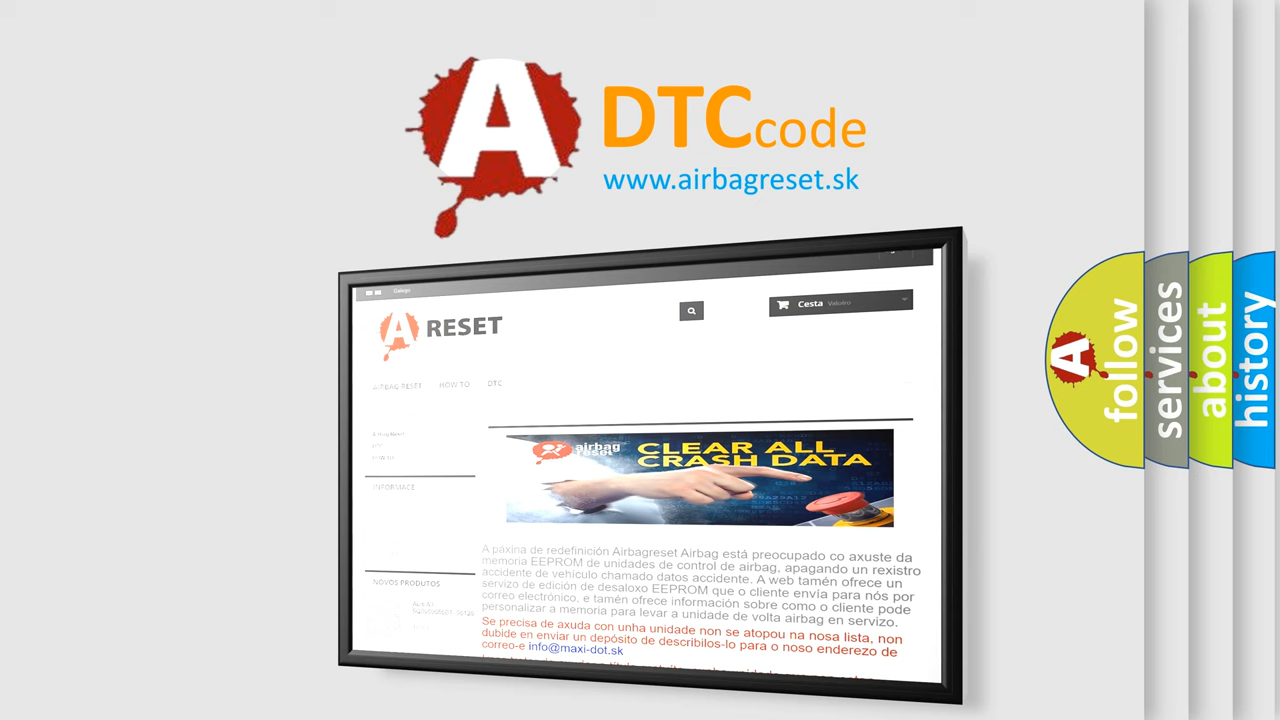 A
DTCcode
www.airbagreset.sk
Galego
A RESET
Cesta Valeiro
AIRBAG RESET HOW TO DTC
INFORMACE
airbag
reset
CLEAR ALL
CRASH DATA
A páxina de redefinición Airbagreset Airbag está preocupado co axuste da
memoria EEPROM de unidades de control de airbag, apagando un rexistro
accidente de vehículo chamado datos accidente. A web tamén ofrece un
servizo de edición de desaloxo EEPROM que o cliente envía para nós por
correo electrónico, e tamén ofrece información sobre como o cliente pode
personalizar a memoria para levar a unidade de volta airbag en servizo.
Se precisa de axuda con unha unidade non se atopou na nosa lista, non
dubide en enviar un depósito de describilos-lo para o noso enderezo de
correo-e info@maxi-dot.sk
NOVOS PRODUTOS
A
follow
services
about
history